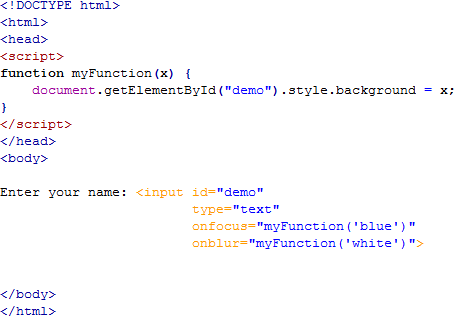 <!DOCTYPE html>
<html>
<head>
<script>
function myFunction(x) {
    document.getElementById("demo").style.background = x;
}
</script>
</head>
<body>
Enter your name: <input id="demo"
                        type="text"
                        onfocus="myFunction('blue')"
                        onblur="myFunction('white')">
</body>
</html>